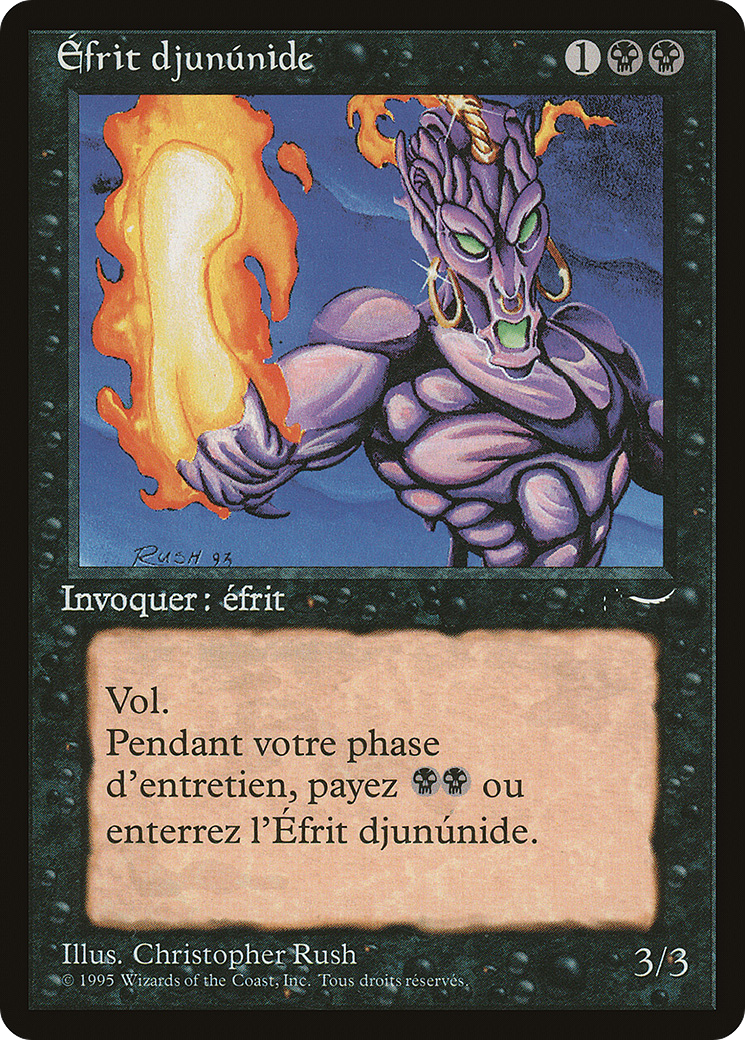 Éfrit djunúnide
1
RUSH 93
Invoquer : éfrit
Vol.
Pendant votre phase
d'entretien, payez ou
enterrez l'Éfrit djunúnide.
Illus. Christopher Rush
3/3
© 1995 Wizards of the Coast, Inc. Tous droits réservés.